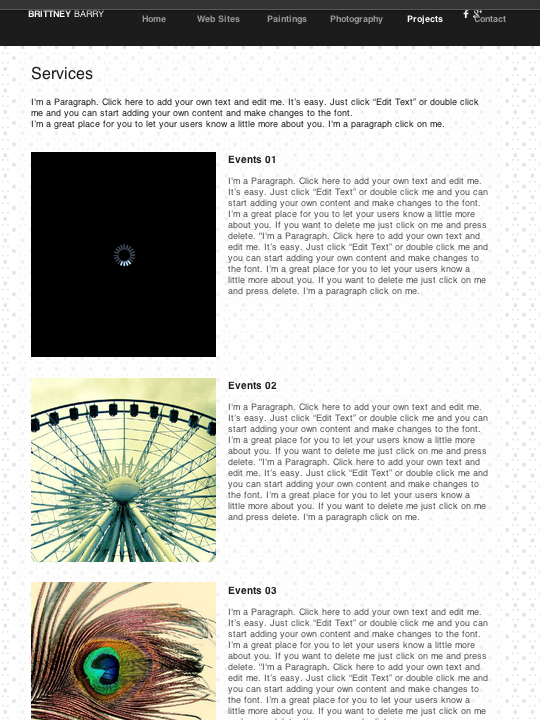 BRITTNEY BARRY
Home Web Sites Paintings Photography Projects Contact
Services
I'm a Paragraph. Click here to add your own text and edit me. It's easy. Just click “Edit Text” or double click
me and you can start adding your own content and make changes to the font.
I'm a great place for you to let your users know a little more about you. I'm a paragraph click on me.
Events 01
I'm a Paragraph. Click here to add your own text and edit me.
It's easy. Just click “Edit Text” or double click me and you can
start adding your own content and make changes to the font.
I'm a great place for you to let your users know a little more
about you. If you want to delete me just click on me and press
delete. "I'm a Paragraph. Click here to add your own text and
edit me. It's easy. Just click “Edit Text” or double click me and
you can start adding your own content and make changes to
the font. I'm a great place for you to let your users know a
little more about you. If you want to delete me just click on me
and press delete. I'm a paragraph click on me.
Events 02
I'm a Paragraph. Click here to add your own text and edit me.
It's easy. Just click “Edit Text” or double click me and you can
start adding your own content and make changes to the font.
I'm a great place for you to let your users know a little more
about you. If you want to delete me just click on me and press
delete. "I'm a Paragraph. Click here to add your own text and
edit me. It's easy. Just click “Edit Text” or double click me and
you can start adding your own content and make changes to
the font. I'm a great place for you to let your users know a
little more about you. If you want to delete me just click on me
and press delete. I'm a paragraph click on me.
Events 03
I'm a Paragraph. Click here to add your own text and edit me.
It's easy. Just click “Edit Text” or double click me and you can
start adding your own content and make changes to the font.
I'm a great place for you to let your users know a little more
about you. If you want to delete me just click on me and press
delete. "I'm a Paragraph. Click here to add your own text and
edit me. It's easy. Just click “Edit Text” or double click me and
you can start adding your own content and make changes to
the font. I'm a great place for you to let your users know a
little more about you. If you want to delete me just click on me